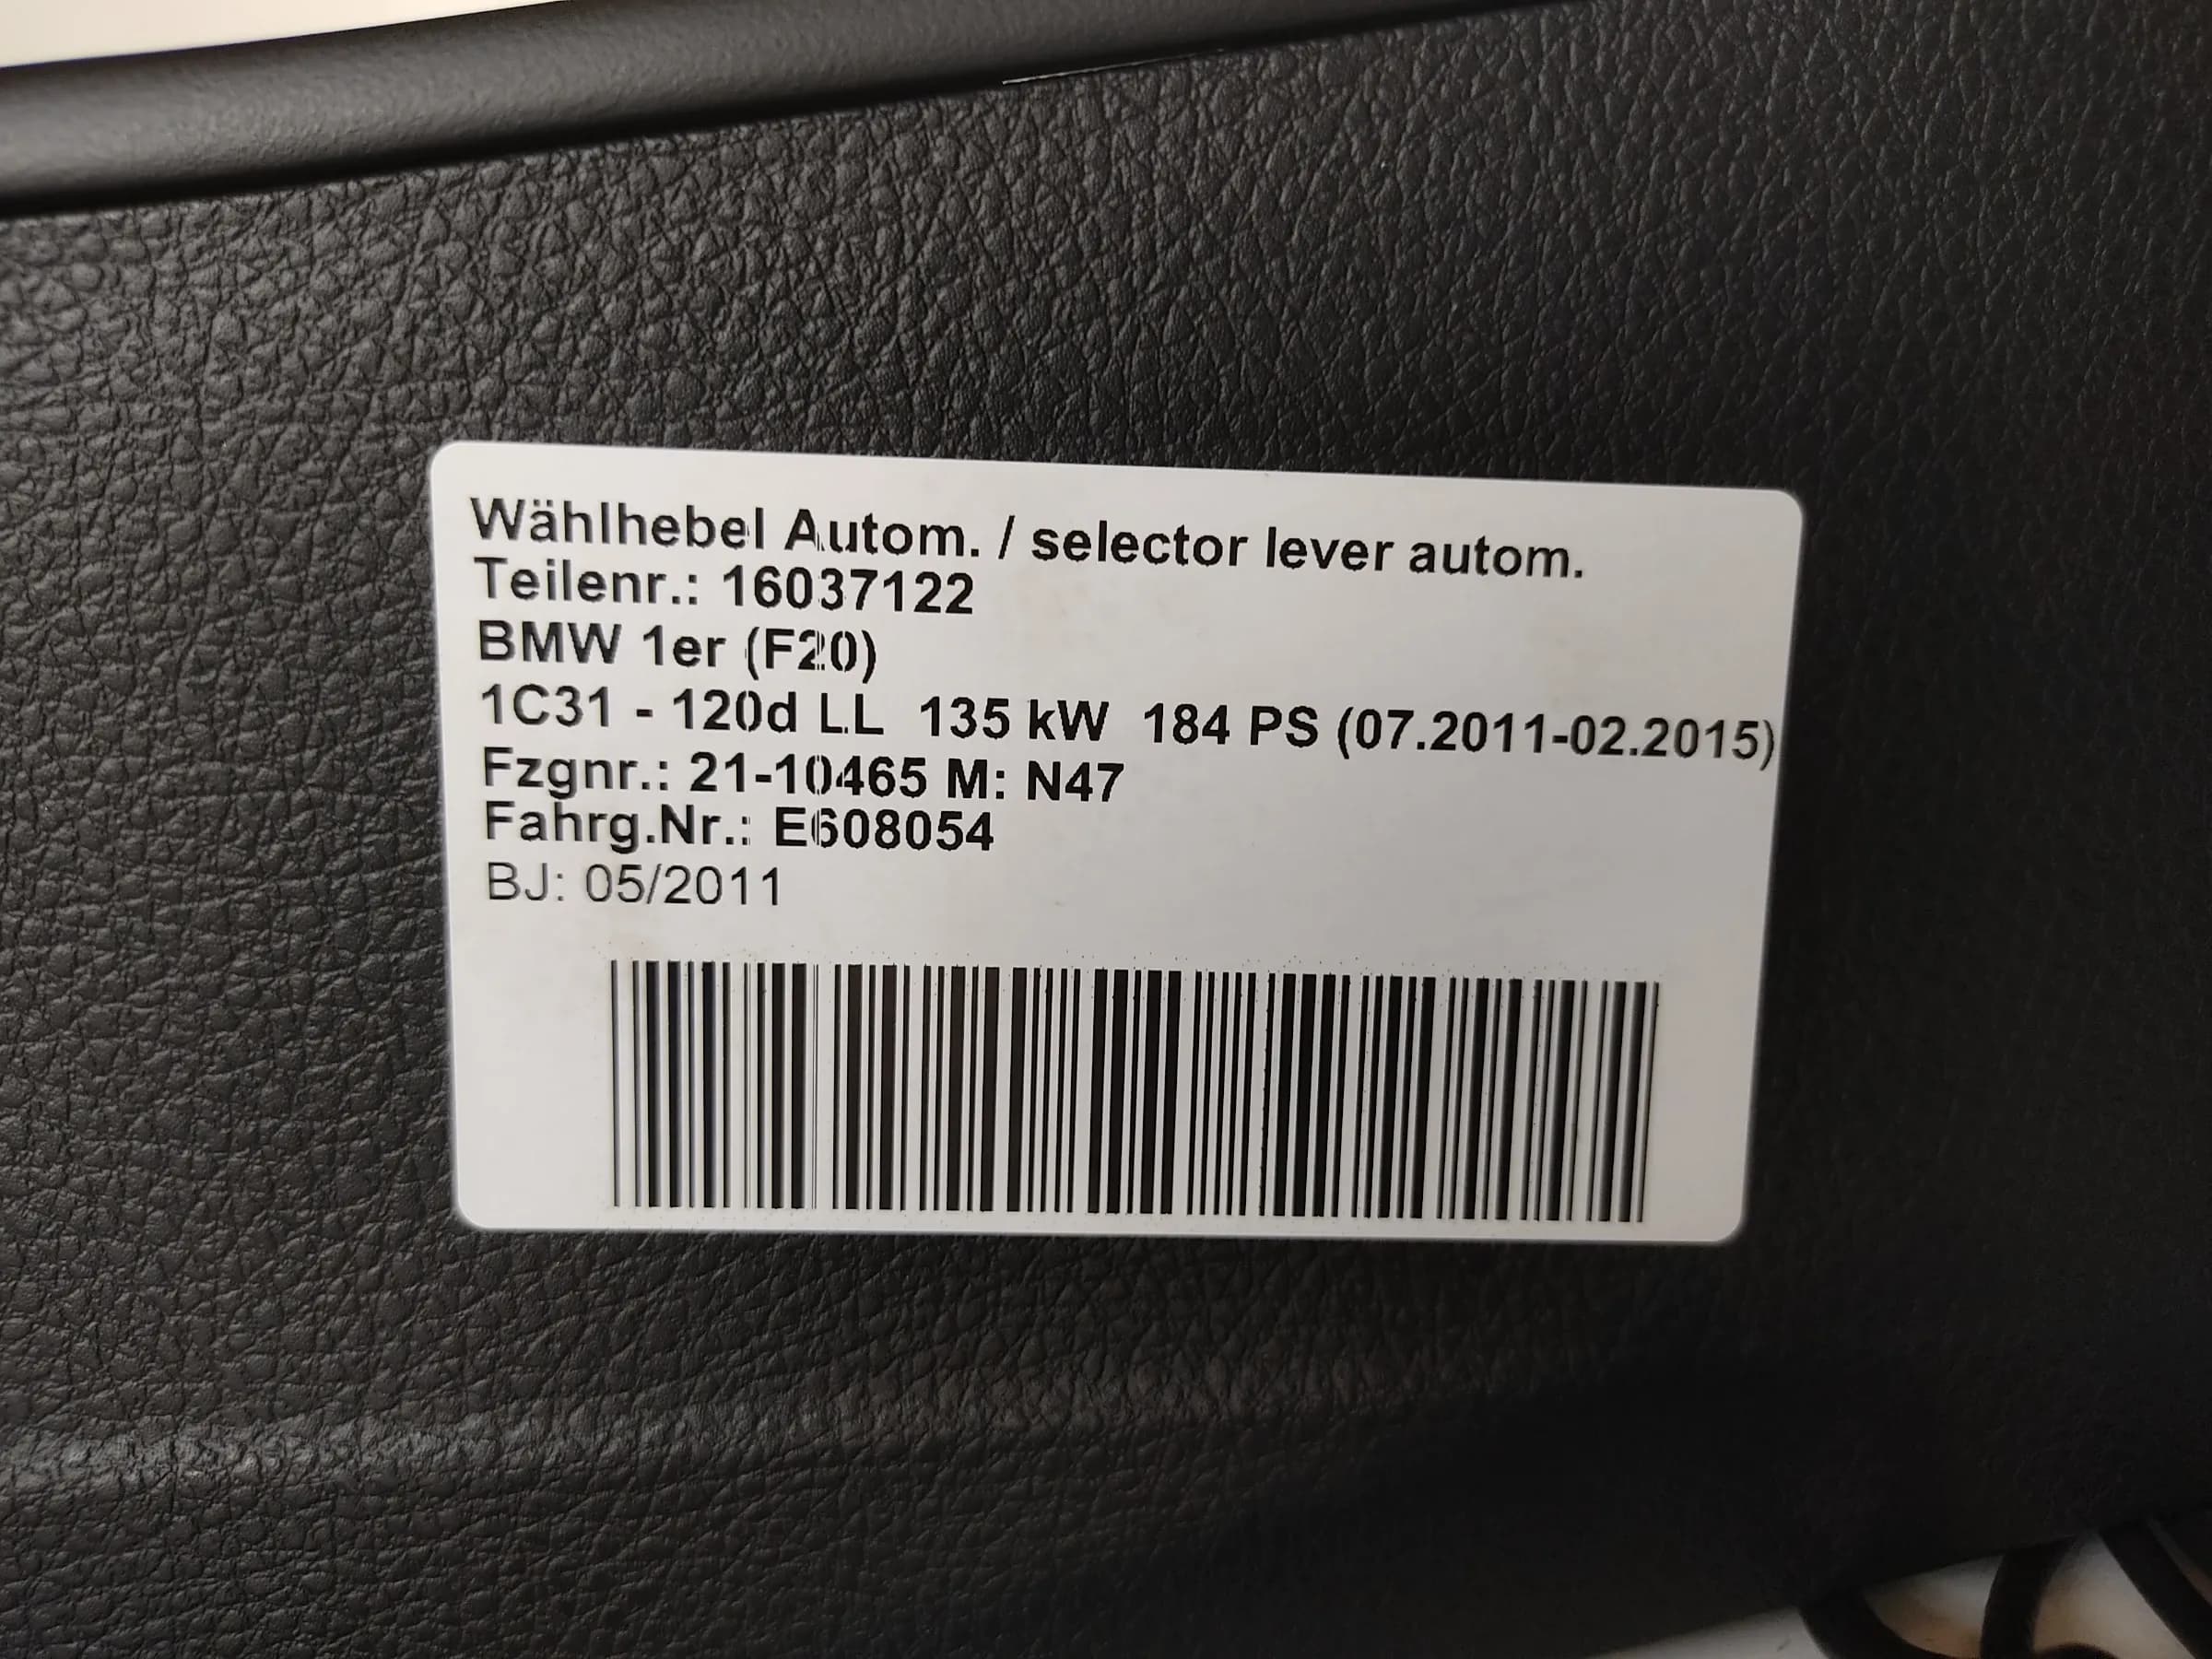 Wählhebel Autom. / selector lever autom.
Teilenr.: 16037122
BMW 1er (F20)
1C31 - 120d LL  135 kW  184 PS (07.2011-02.2015)
Fzgnr.: 21-10465 M: N47
Fahrg.Nr.: E608054
BJ: 05/2011